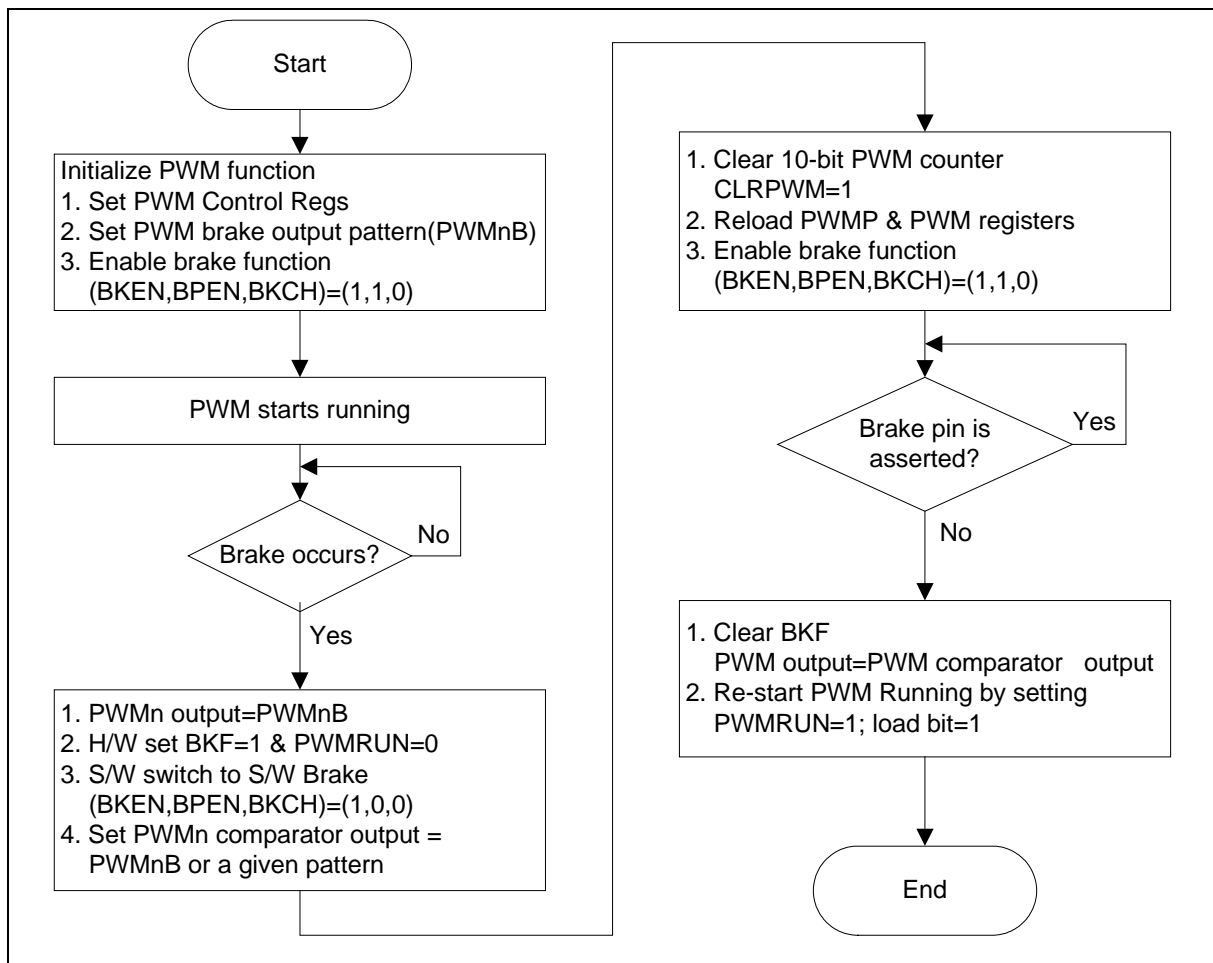 Start
Initialize PWM function
1. Set PWM Control Regs
2. Set PWM brake output pattern(PWMnB)
3. Enable brake function
(BKEN,BPEN,BKCH)=(1,1,0)
PWM starts running
Brake occurs?
No
Yes
1. PWMn output=PWMnB
2. H/W set BKF=1 & PWMRUN=0
3. S/W switch to S/W Brake
(BKEN,BPEN,BKCH)=(1,0,0)
4. Set PWMn comparator output =
PWMnB or a given pattern
1. Clear 10-bit PWM counter
CLRPWM=1
2. Reload PWMP & PWM registers
3. Enable brake function
(BKEN,BPEN,BKCH)=(1,1,0)
Brake pin is
asserted?
Yes
No
1. Clear BKF
PWM output=PWM comparator output
2. Re-start PWM Running by setting
PWMRUN=1; load bit=1
End